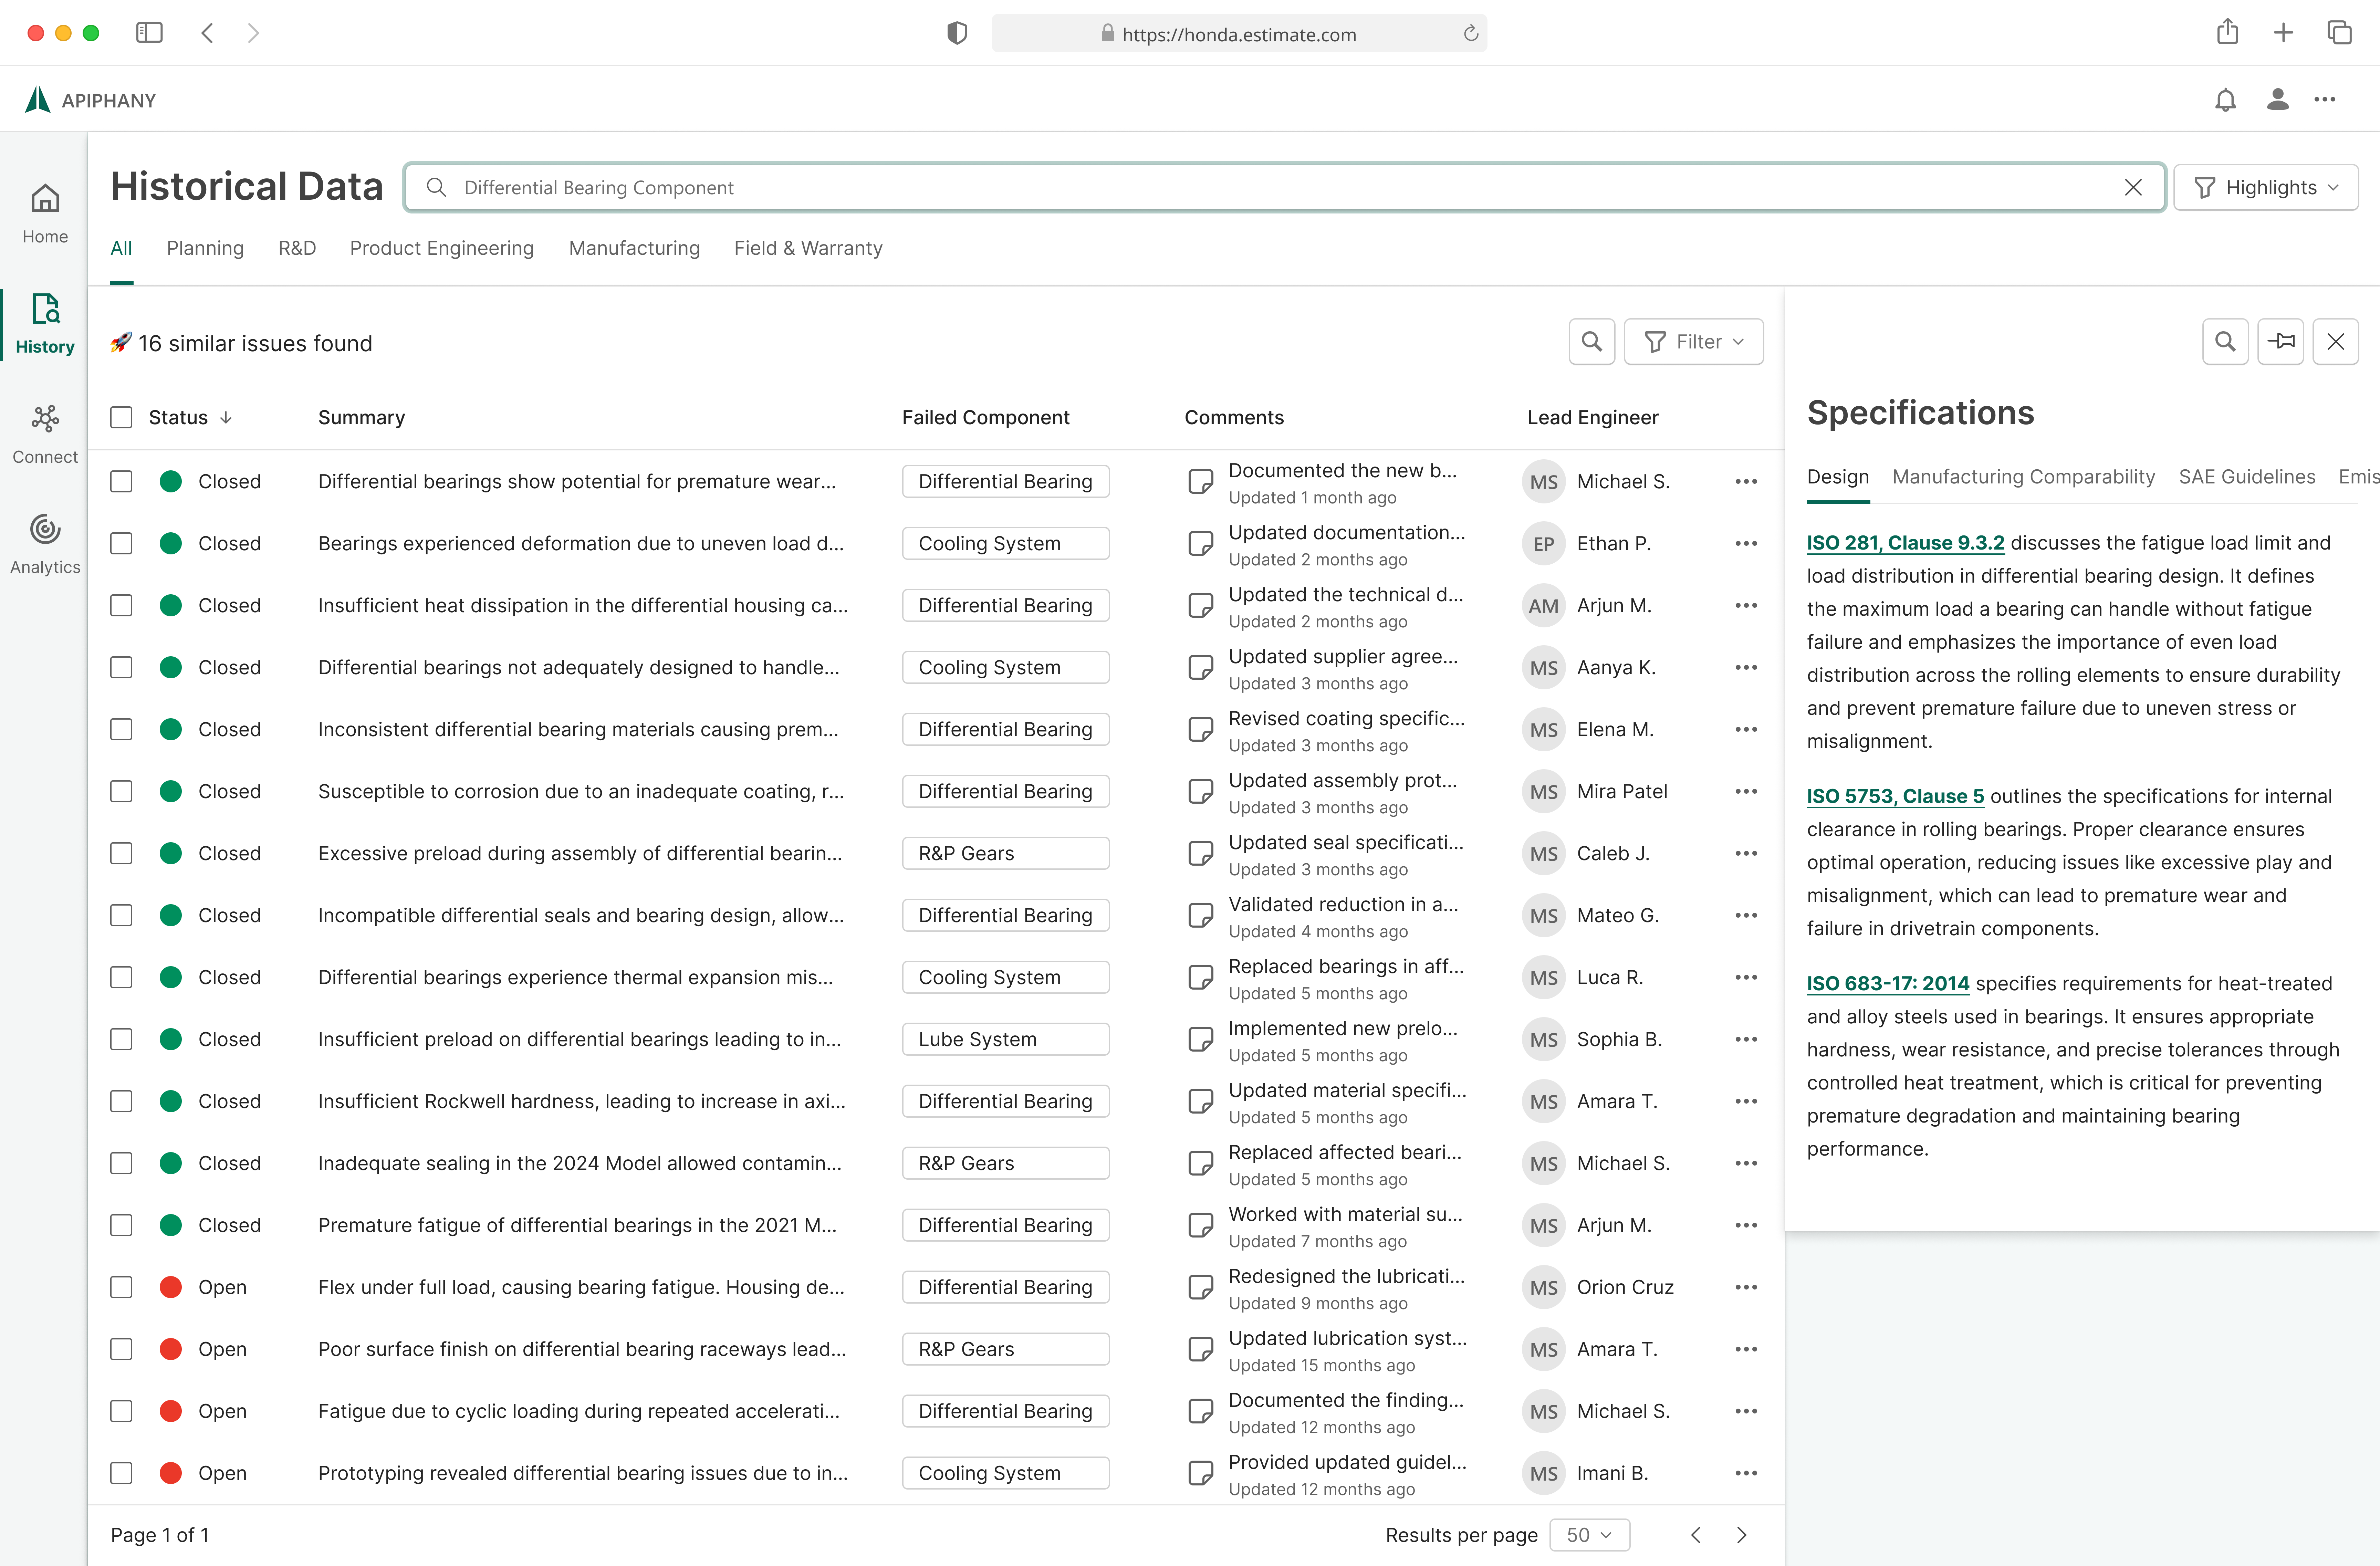 https://honda.estimate.com
APIPHANY
Home
History
Connect
Analytics
Historical Data
Differential Bearing Component
Highlights
All Planning R&D Product Engineering Manufacturing Field & Warranty
🚀 16 similar issues found
Filter
Status Summary Failed Component Comments Lead Engineer
Closed Differential bearings show potential for premature wear... Differential Bearing Documented the new b... MS Michael S.
Updated 1 month ago
Closed Bearings experienced deformation due to uneven load d... Cooling System Updated documentation... EP Ethan P.
Updated 2 months ago
Closed Insufficient heat dissipation in the differential housing ca... Differential Bearing Updated the technical d... AM Arjun M.
Updated 2 months ago
Closed Differential bearings not adequately designed to handle... Cooling System Updated supplier agree... MS Aanya K.
Updated 3 months ago
Closed Inconsistent differential bearing materials causing prem... Differential Bearing Revised coating specific... MS Elena M.
Updated 3 months ago
Closed Susceptible to corrosion due to an inadequate coating, r... Differential Bearing Updated assembly prot... MS Mira Patel
Updated 3 months ago
Closed Excessive preload during assembly of differential bearin... R&P Gears Updated seal specificati... MS Caleb J.
Updated 3 months ago
Closed Incompatible differential seals and bearing design, allow... Differential Bearing Validated reduction in a... MS Mateo G.
Updated 4 months ago
Closed Differential bearings experience thermal expansion mis... Cooling System Replaced bearings in aff... MS Luca R.
Updated 5 months ago
Closed Insufficient preload on differential bearings leading to in... Lube System Implemented new prelo... MS Sophia B.
Updated 5 months ago
Closed Insufficient Rockwell hardness, leading to increase in axi... Differential Bearing Updated material specifi... MS Amara T.
Updated 5 months ago
Closed Inadequate sealing in the 2024 Model allowed contamin... R&P Gears Replaced affected beari... MS Michael S.
Updated 5 months ago
Closed Premature fatigue of differential bearings in the 2021 M... Differential Bearing Worked with material su... MS Arjun M.
Updated 7 months ago
Open Flex under full load, causing bearing fatigue. Housing de... Differential Bearing Redesigned the lubricati... MS Orion Cruz
Updated 9 months ago
Open Poor surface finish on differential bearing raceways lead... R&P Gears Updated lubrication syst... MS Amara T.
Updated 15 months ago
Open Fatigue due to cyclic loading during repeated accelerati... Differential Bearing Documented the finding... MS Michael S.
Updated 12 months ago
Open Prototyping revealed differential bearing issues due to in... Cooling System Provided updated guidel... MS Imani B.
Updated 12 months ago
Page 1 of 1
Results per page 50
Specifications
Design Manufacturing Comparability SAE Guidelines Emis
ISO 281, Clause 9.3.2 discusses the fatigue load limit and
load distribution in differential bearing design. It defines
the maximum load a bearing can handle without fatigue
failure and emphasizes the importance of even load
distribution across the rolling elements to ensure durability
and prevent premature failure due to uneven stress or
misalignment.
ISO 5753, Clause 5 outlines the specifications for internal
clearance in rolling bearings. Proper clearance ensures
optimal operation, reducing issues like excessive play and
misalignment, which can lead to premature wear and
failure in drivetrain components.
ISO 683-17: 2014 specifies requirements for heat-treated
and alloy steels used in bearings. It ensures appropriate
hardness, wear resistance, and precise tolerances through
controlled heat treatment, which is critical for preventing
premature degradation and maintaining bearing
performance.